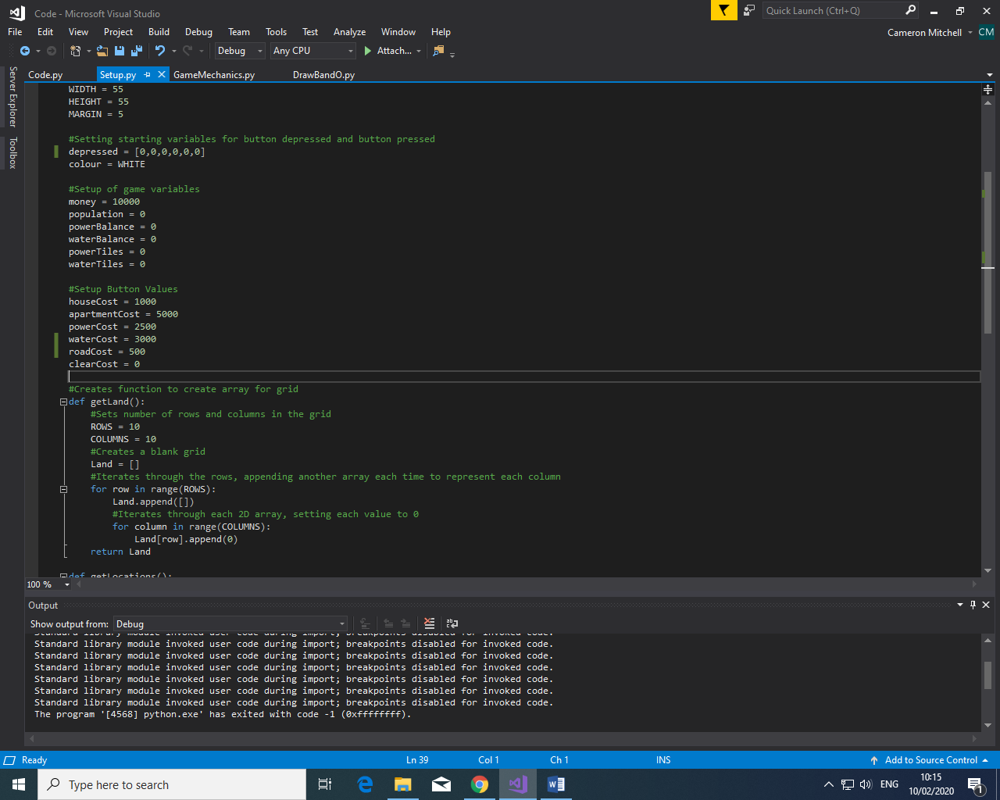 Code - Microsoft Visual Studio
Quick Launch (Ctrl+Q)
File Edit View Project Build Debug Team Tools Test Analyze Window Help
Cameron Mitchell CM
Debug Any CPU Attach...
Server Explorer
Toolbox
Code.py Setup.py GameMechanics.py DrawBandO.py
WIDTH = 55
HEIGHT = 55
MARGIN = 5
#Setting starting variables for button depressed and button pressed
depressed = [0,0,0,0,0,0]
colour = WHITE
#Setup of game variables
money = 10000
population = 0
powerBalance = 0
waterBalance = 0
powerTiles = 0
waterTiles = 0
#Setup Button Values
houseCost = 1000
apartmentCost = 5000
powerCost = 2500
waterCost = 3000
roadCost = 500
clearCost = 0
#Creates function to create array for grid
def getLand():
    #Sets number of rows and columns in the grid
    ROWS = 10
    COLUMNS = 10
    #Creates a blank grid
    Land = []
    #Iterates through the rows, appending another array each time to represent each column
    for row in range(ROWS):
        Land.append([])
        #Iterates through each 2D array, setting each value to 0
        for column in range(COLUMNS):
            Land[row].append(0)
    return Land
def getLocations():
100 %
Output
Show output from: Debug
Standard library module invoked user code during import; breakpoints disabled for invoked code.
Standard library module invoked user code during import; breakpoints disabled for invoked code.
Standard library module invoked user code during import; breakpoints disabled for invoked code.
Standard library module invoked user code during import; breakpoints disabled for invoked code.
Standard library module invoked user code during import; breakpoints disabled for invoked code.
Standard library module invoked user code during import; breakpoints disabled for invoked code.
Standard library module invoked user code during import; breakpoints disabled for invoked code.
The program '[4568] python.exe' has exited with code -1 (0xffffffff).
Ready Ln 39 Col 1 Ch 1 INS Add to Source Control
Type here to search
ENG
10:15
10/02/2020
1